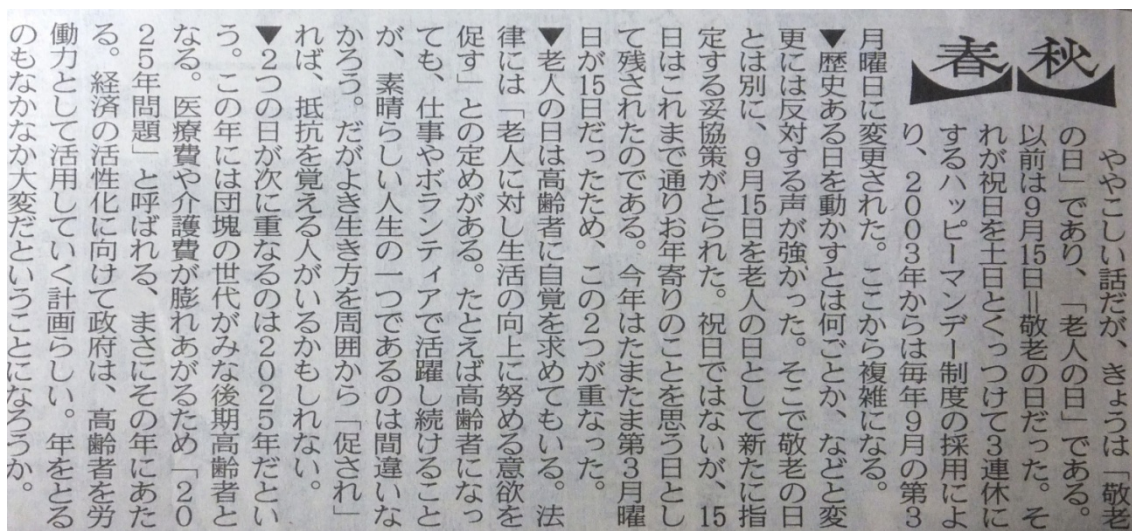 春秋
ややこしい話だが、きょうは「敬老
の日」であり、「老人の日」である。
以前は9月15日＝敬老の日だった。そ
れが祝日を土日とくっつけて3連休に
するハッピーマンデー制度の採用によ
り、2003年からは毎年9月の第3
月曜日に変更された。ここから複雑になる。
▼歴史ある日を動かすとは何ごとか、などと変
更には反対する声が強かった。そこで敬老の日
とは別に、9月15日を老人の日として新たに指
定する妥協策がとられた。祝日ではないが、15
日はこれまで通りお年寄りのことを思う日とし
て残されたのである。今年はたまたま第3月曜
日が15日だったため、この2つが重なった。
▼老人の日は高齢者に自覚を求めてもいる。法
律には「老人に対し生活の向上に努める意欲を
促す」との定めがある。たとえば高齢者になっ
ても、仕事やボランティアで活躍し続けること
が、素晴らしい人生の一つであるのは間違いな
かろう。だがよき生き方を周囲から「促され」
れば、抵抗を覚える人がいるかもしれない。
▼2つの日が次に重なるのは2025年だとい
う。この年には団塊の世代がみな後期高齢者と
なる。医療費や介護費が膨れあがるため「20
25年問題」と呼ばれる、まさにその年にあた
る。経済の活性化に向けて政府は、高齢者を労
働力として活用していく計画らしい。年をとる
のもなかなか大変だということになろうか。